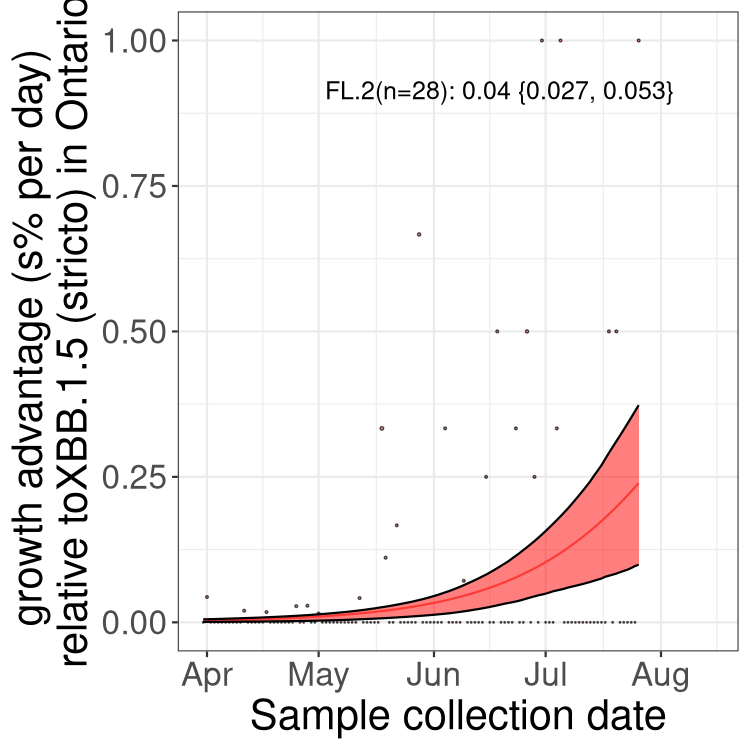 growth advantage (s% per day)
relative toXBB.1.5 (stricto) in Ontario
1.00
0.75
0.50
0.25
0.00
FL.2(n=28): 0.04 {0.027, 0.053}
Apr May Jun Jul Aug
Sample collection date